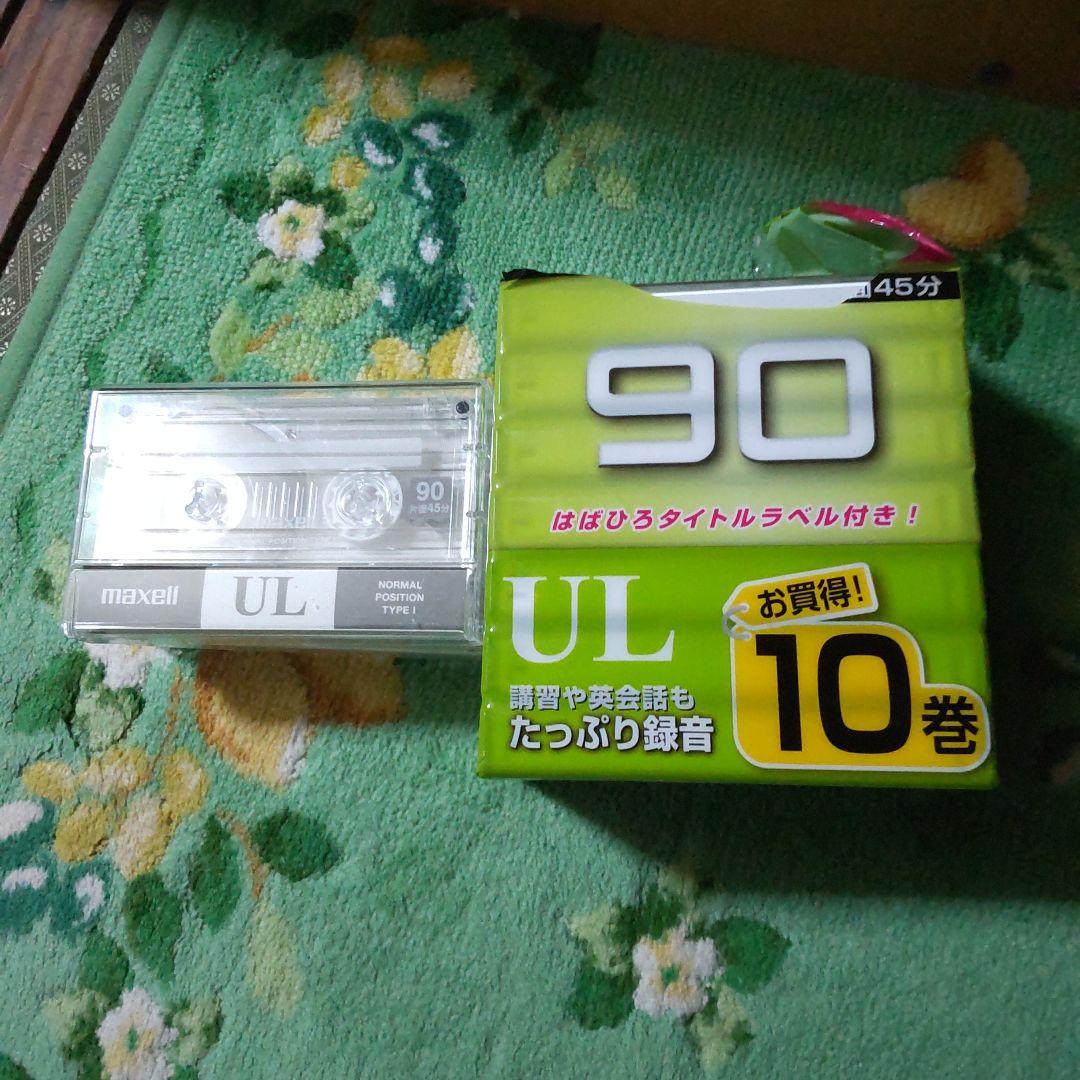 90
片面45分
maxell
UL
NORMAL
POSITION
TYPE I
45分
90
はばひろタイトルラベル付き！
UL
講習や英会話も
たっぷり録音
お買得!
10巻